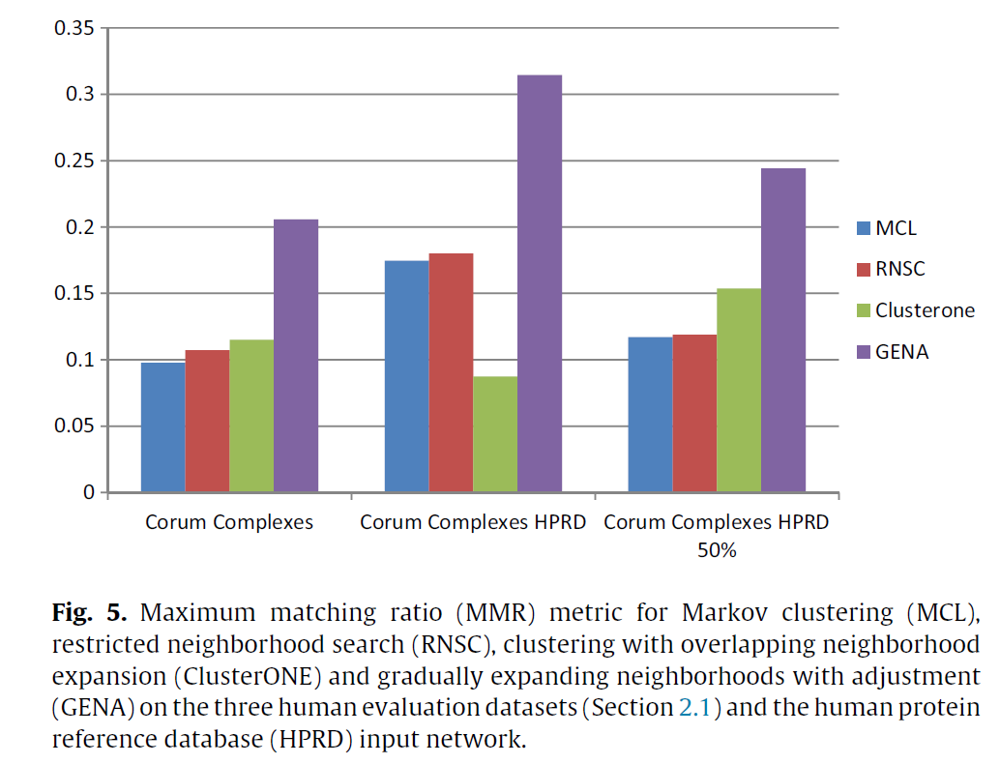 0.35
0.3
0.25
0.2
0.15
0.1
0.05
0
Corum Complexes
Corum Complexes HPRD
Corum Complexes HPRD
50%
MCL
RNSC
Clusterone
GENA
Fig. 5. Maximum matching ratio (MMR) metric for Markov clustering (MCL),
restricted neighborhood search (RNSC), clustering with overlapping neighborhood
expansion (ClusterONE) and gradually expanding neighborhoods with adjustment
(GENA) on the three human evaluation datasets (Section 2.1) and the human protein
reference database (HPRD) input network.